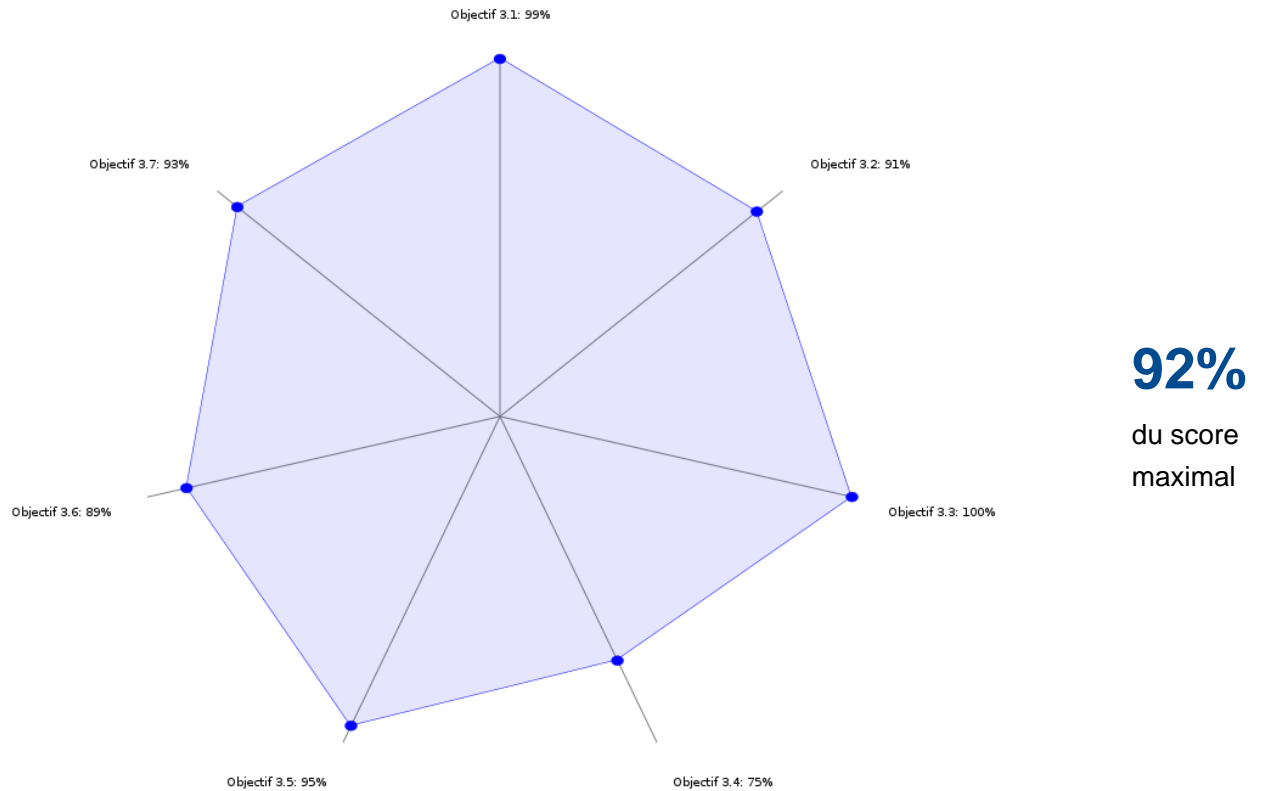 Objectif 3.1: 99%
Objectif 3.7: 93%
Objectif 3.2: 91%
92%
du score
maximal
Objectif 3.6: 89%
Objectif 3.3: 100%
Objectif 3.5: 95%
Objectif 3.4: 75%